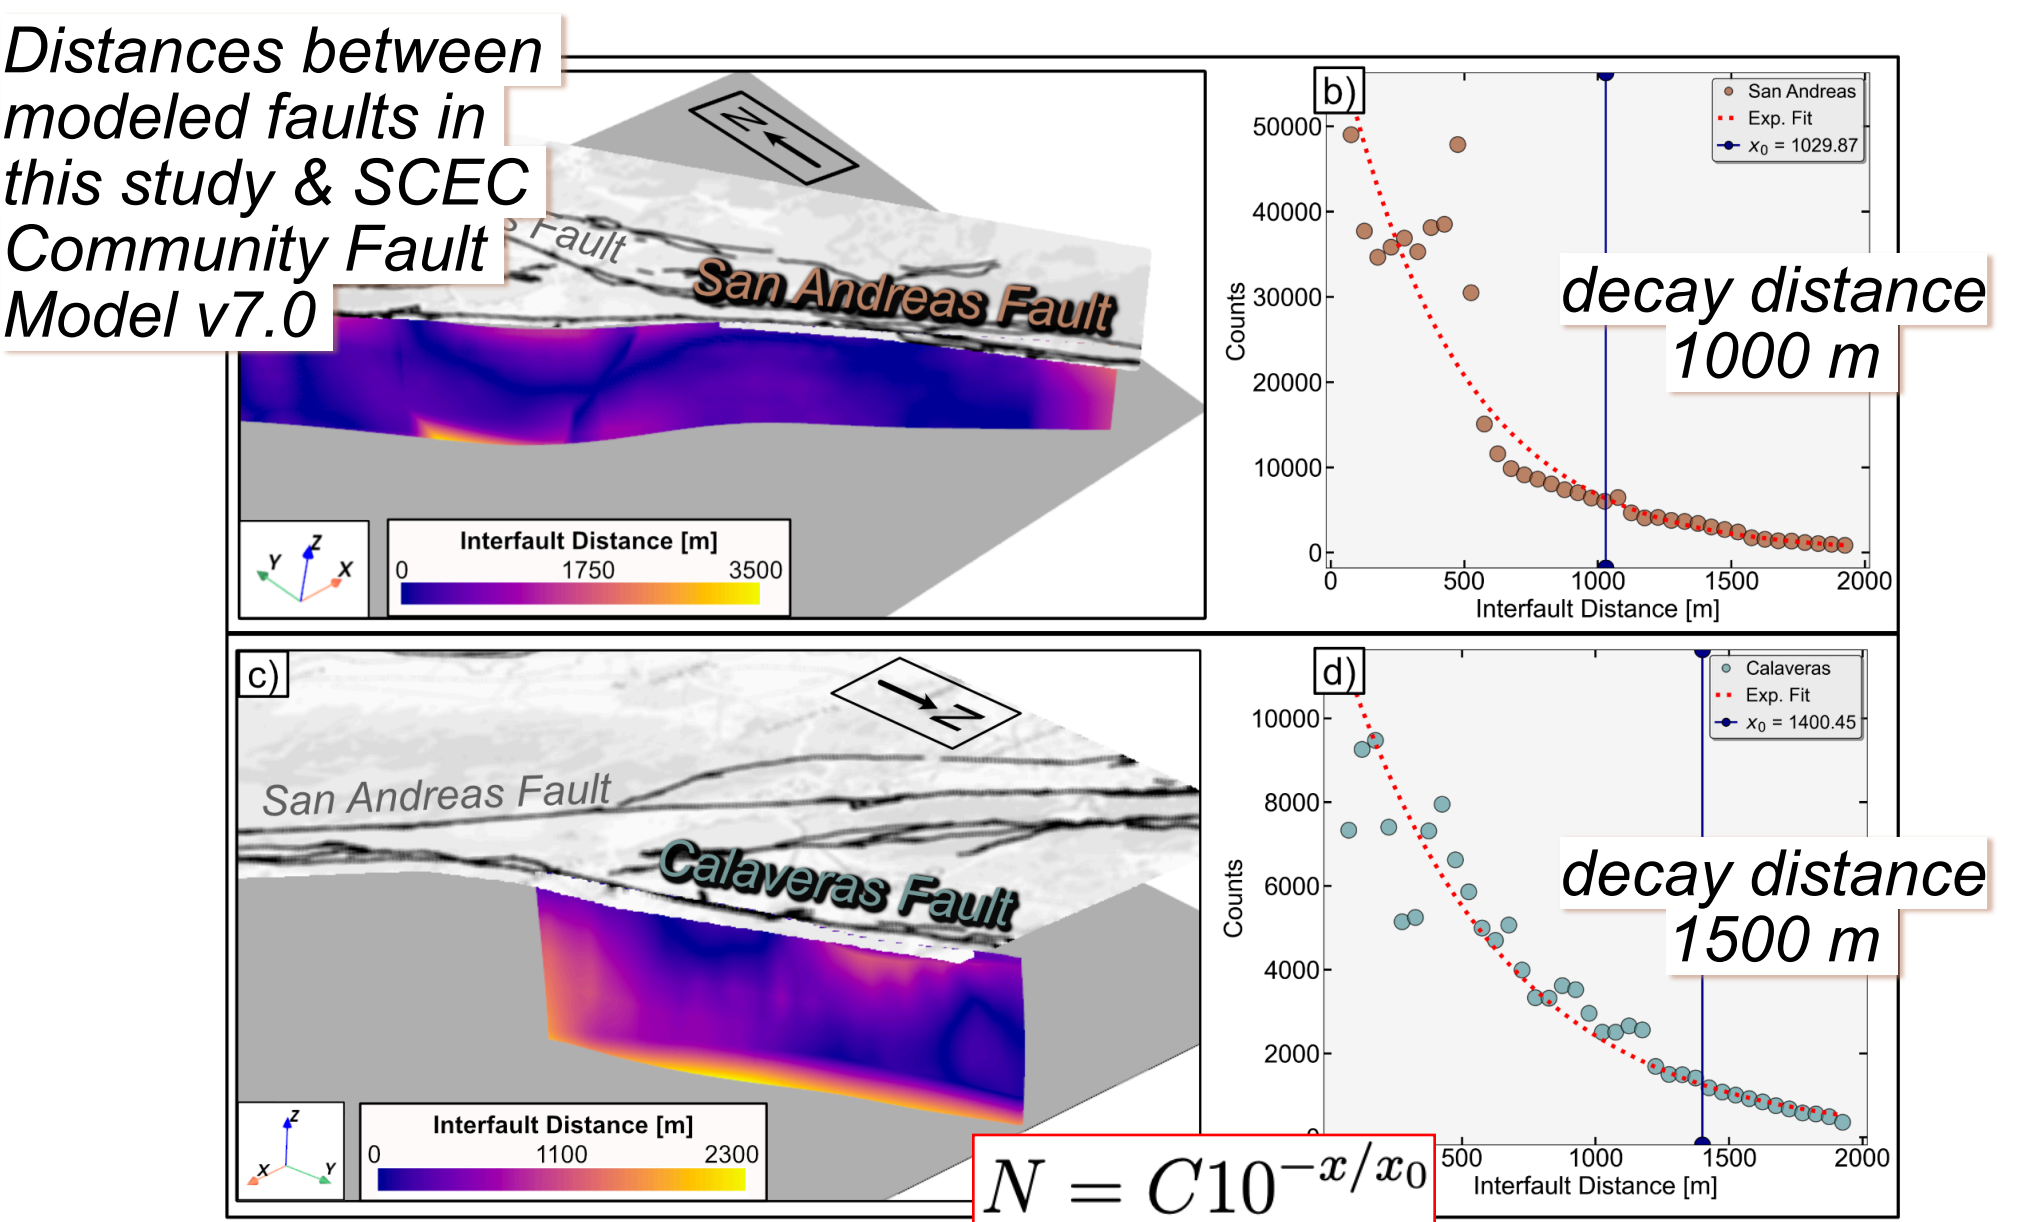 Distances between
modeled faults in
this study & SCEC
Community Fault
Model v7.0
N
s Fault
San Andreas Fault
Z
Y
X
Interfault Distance [m]
0 1750 3500
b)
San Andreas
Exp. Fit
x₀ = 1029.87
50000
40000
30000
20000
10000
0
Counts
0 500 1000 1500 2000
Interfault Distance [m]
decay distance
1000 m
c)
N
San Andreas Fault
Calaveras Fault
Z
X
Y
Interfault Distance [m]
0 1100 2300
d)
Calaveras
Exp. Fit
x₀ = 1400.45
10000
8000
6000
4000
2000
Counts
500 1000 1500 2000
Interfault Distance [m]
decay distance
1500 m
N = C10^{-x/x₀}